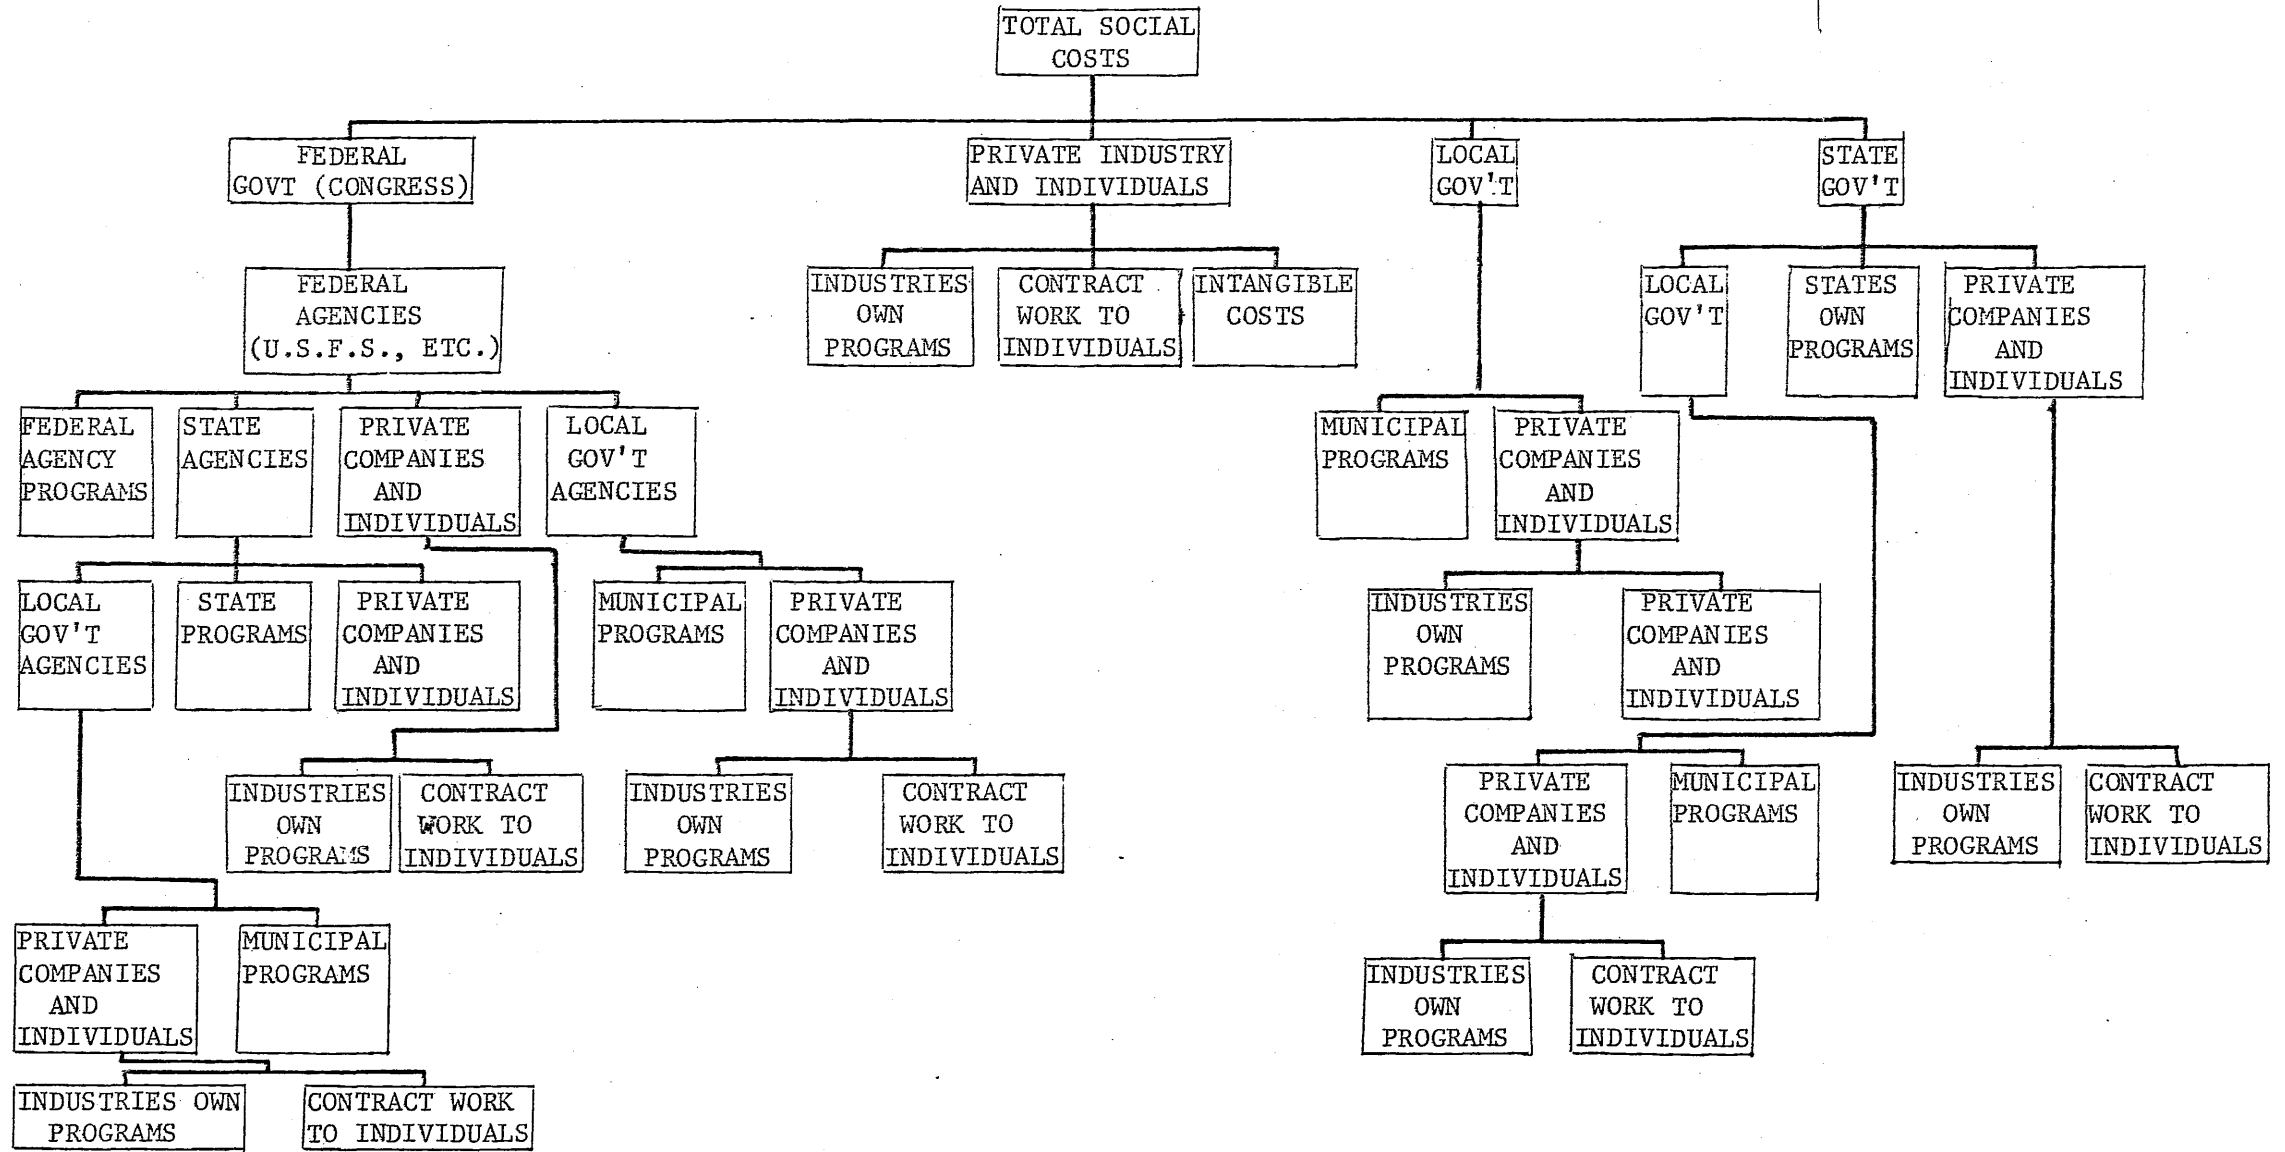 TOTAL SOCIAL
COSTS
FEDERAL
GOVT (CONGRESS)
PRIVATE INDUSTRY
AND INDIVIDUALS
LOCAL
GOV'T
STATE
GOV'T
FEDERAL
AGENCIES
(U.S.F.S., ETC.)
INDUSTRIES
OWN
PROGRAMS
CONTRACT
WORK TO
INDIVIDUALS
INTANGIBLE
COSTS
LOCAL
GOV'T
STATES
OWN
PROGRAMS
PRIVATE
COMPANIES
AND
INDIVIDUALS
FEDERAL
AGENCY
PROGRAMS
STATE
AGENCIES
PRIVATE
COMPANIES
AND
INDIVIDUALS
LOCAL
GOV'T
AGENCIES
MUNICIPAL
PROGRAMS
PRIVATE
COMPANIES
AND
INDIVIDUALS
LOCAL
GOV'T
AGENCIES
STATE
PROGRAMS
PRIVATE
COMPANIES
AND
INDIVIDUALS
MUNICIPAL
PROGRAMS
PRIVATE
COMPANIES
AND
INDIVIDUALS
INDUSTRIES
OWN
PROGRAMS
PRIVATE
COMPANIES
AND
INDIVIDUALS
INDUSTRIES
OWN
PROGRAMS
CONTRACT
WORK TO
INDIVIDUALS
INDUSTRIES
OWN
PROGRAMS
CONTRACT
WORK TO
INDIVIDUALS
PRIVATE
COMPANIES
AND
INDIVIDUALS
MUNICIPAL
PROGRAMS
INDUSTRIES
OWN
PROGRAMS
CONTRACT
WORK TO
INDIVIDUALS
PRIVATE
COMPANIES
AND
INDIVIDUALS
MUNICIPAL
PROGRAMS
INDUSTRIES
OWN
PROGRAMS
CONTRACT
WORK TO
INDIVIDUALS
INDUSTRIES OWN
PROGRAMS
CONTRACT WORK
TO INDIVIDUALS